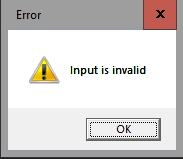 Error
Input is invalid
OK